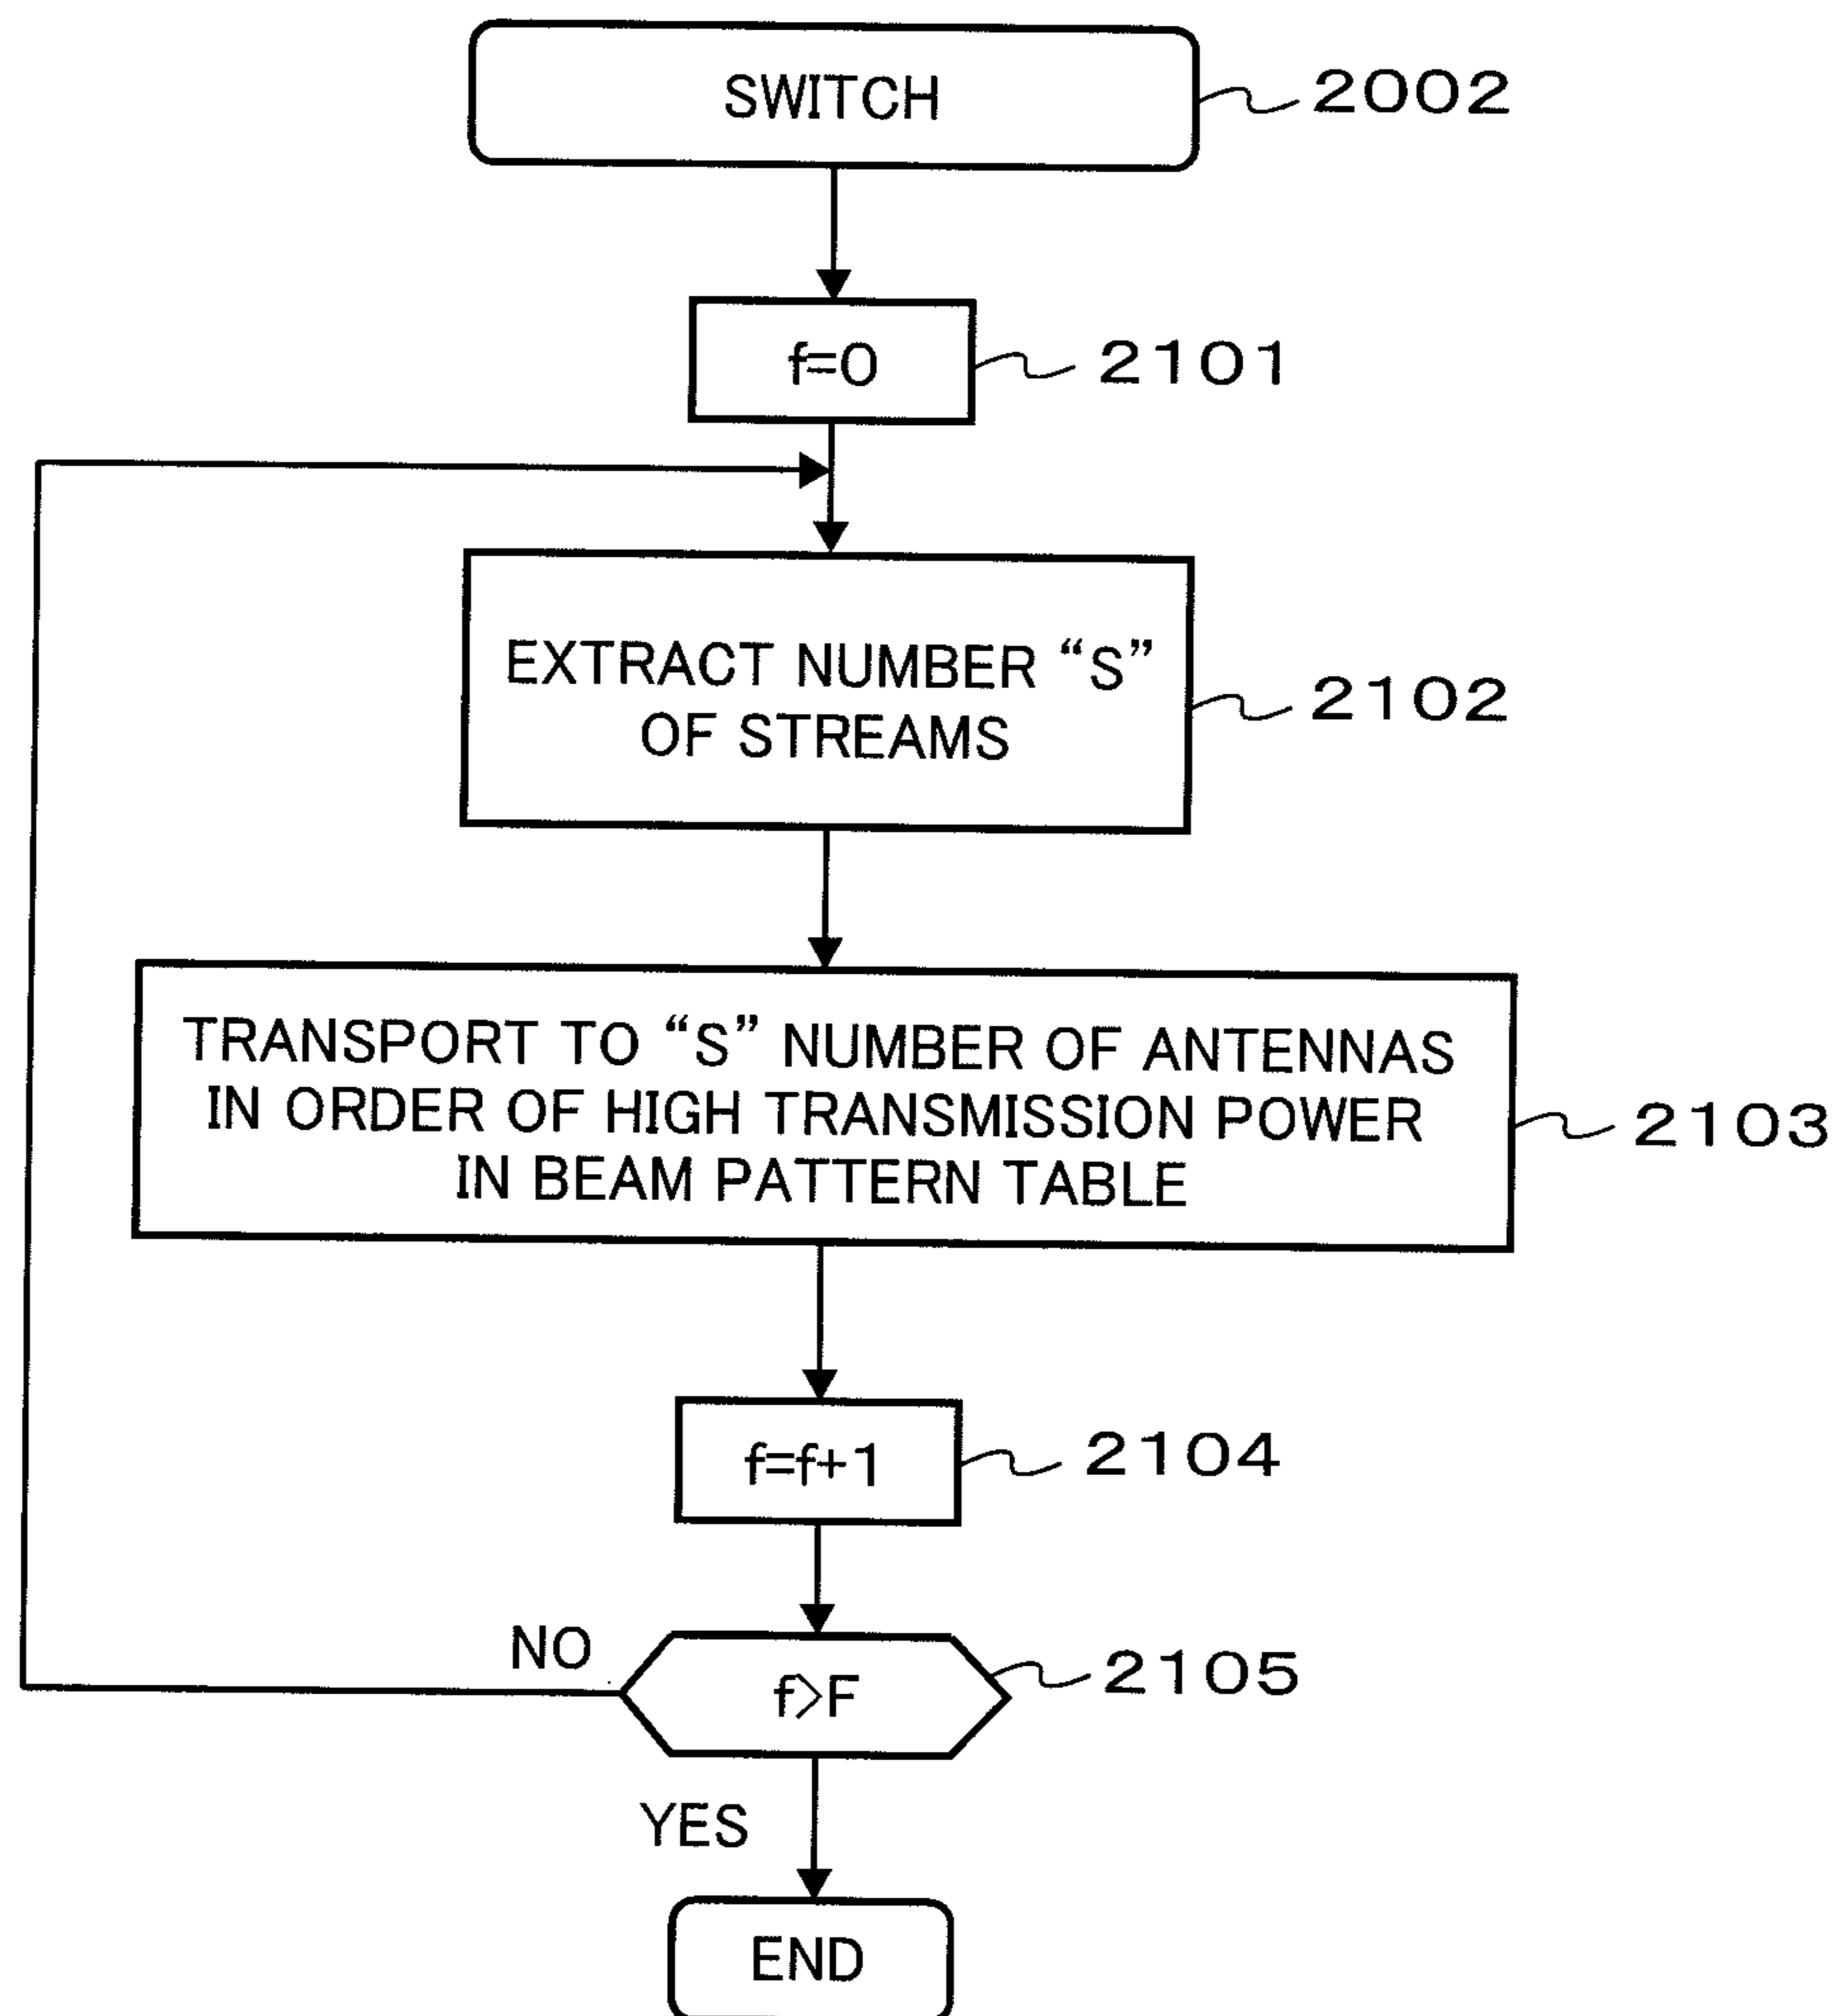 SWITCH
2002
f=0
2101
EXTRACT NUMBER “S”
OF STREAMS
2102
TRANSPORT TO “S” NUMBER OF ANTENNAS
IN ORDER OF HIGH TRANSMISSION POWER
IN BEAM PATTERN TABLE
2103
f=f+1
2104
NO
f>F
2105
YES
END